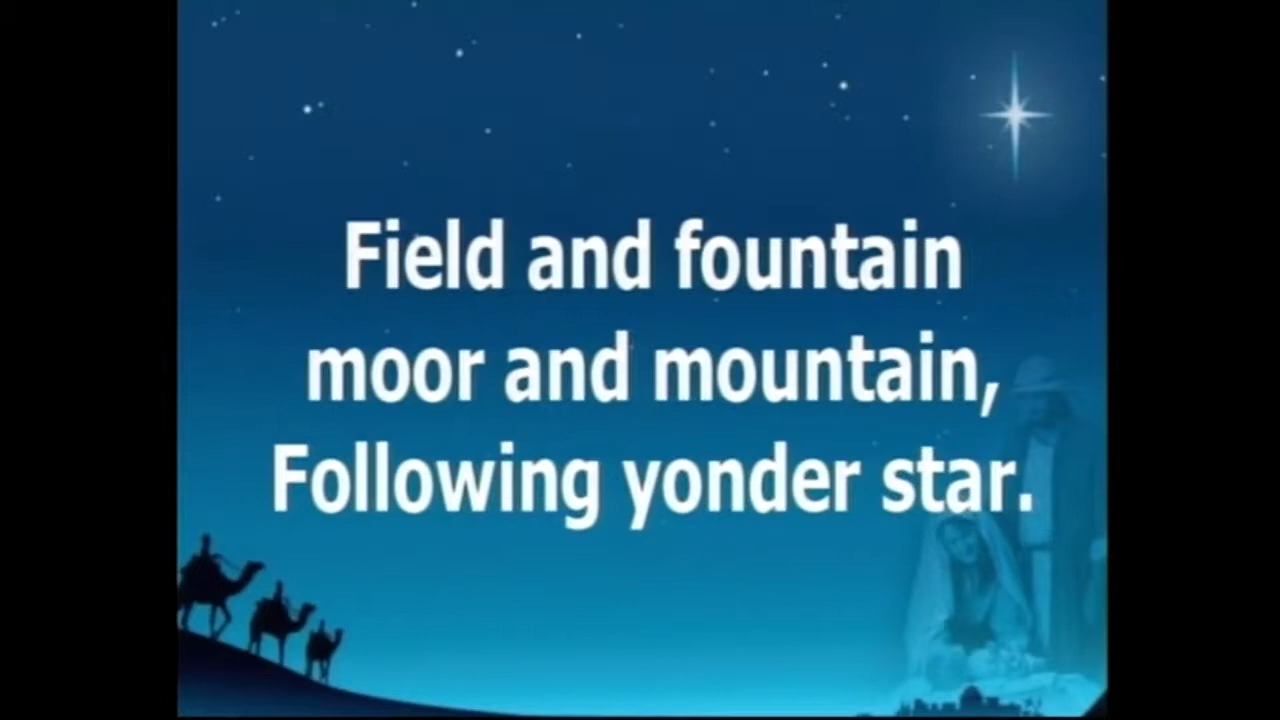 Field and fountain
moor and mountain,
Following yonder star.